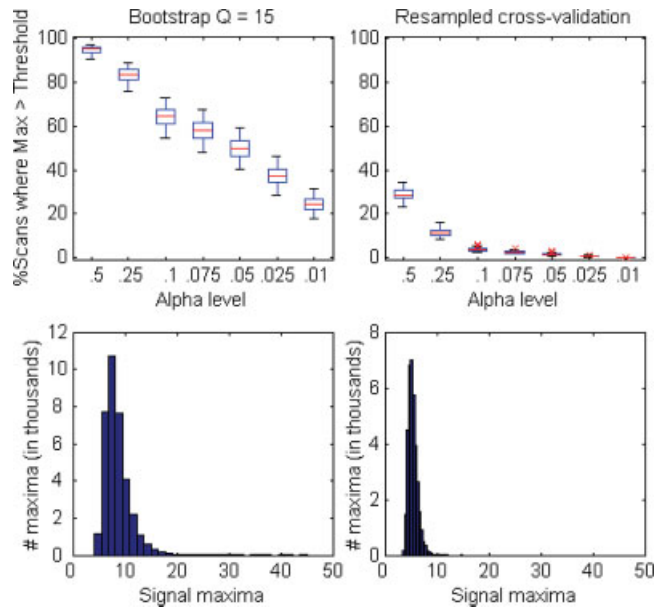 Bootstrap Q = 15
Resampled cross-validation
%Scans where Max > Threshold
100
80
60
40
20
0
.5 .25 .1 .075 .05 .025 .01
Alpha level
100
80
60
40
20
0
.5 .25 .1 .075 .05 .025 .01
Alpha level
# maxima (in thousands)
12
10
8
6
4
2
0
0 10 20 30 40 50
Signal maxima
# maxima (in thousands)
8
6
4
2
0
0 10 20 30 40 50
Signal maxima